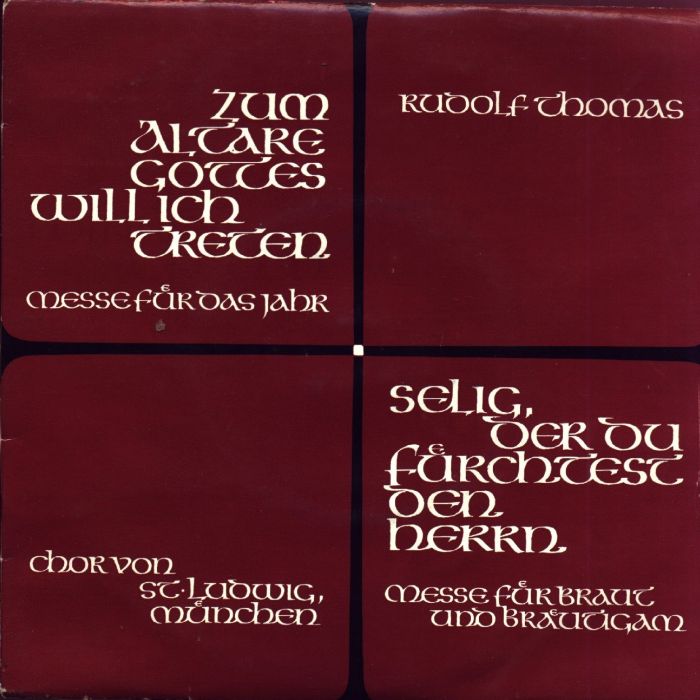 ZUM
ALTARE
GOTTES
WILL ICH
TRETEN
MESSE FÜR DAS JAHR
RUDOLF THOMAS
CHOR VON
ST. LUDWIG,
MÜNCHEN
SELIG,
DER DU
FÜRCHTEST
DEN
HERRN
MESSE FÜR BRAUT
UND BRÄUTIGAM